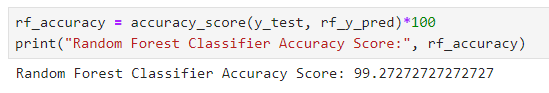 rf_accuracy = accuracy_score(y_test, rf_y_pred)*100
print("Random Forest Classifier Accuracy Score:", rf_accuracy)
Random Forest Classifier Accuracy Score: 99.27272727272727